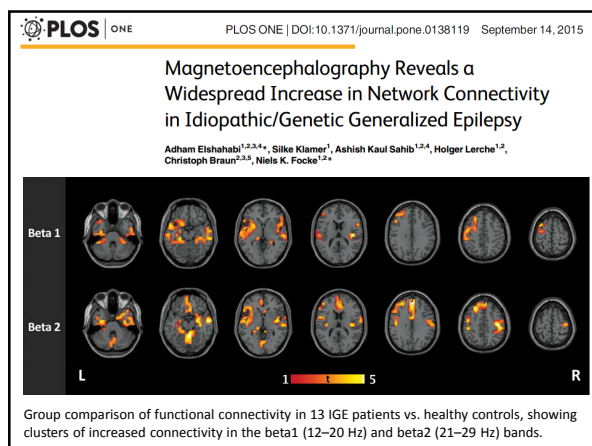 PLOS ONE
PLOS ONE | DOI:10.1371/journal.pone.0138119 September 14, 2015
Magnetoencephalography Reveals a
Widespread Increase in Network Connectivity
in Idiopathic/Genetic Generalized Epilepsy
Adham Elshahabi1,2,3,4*, Silke Klamer1, Ashish Kaul Sahib1,2,4, Holger Lerche1,2,
Christoph Braun2,3,5, Niels K. Focke1,2*
Beta 1
Beta 2
L
1 t 5
R
Group comparison of functional connectivity in 13 IGE patients vs. healthy controls, showing
clusters of increased connectivity in the beta1 (12–20 Hz) and beta2 (21–29 Hz) bands.